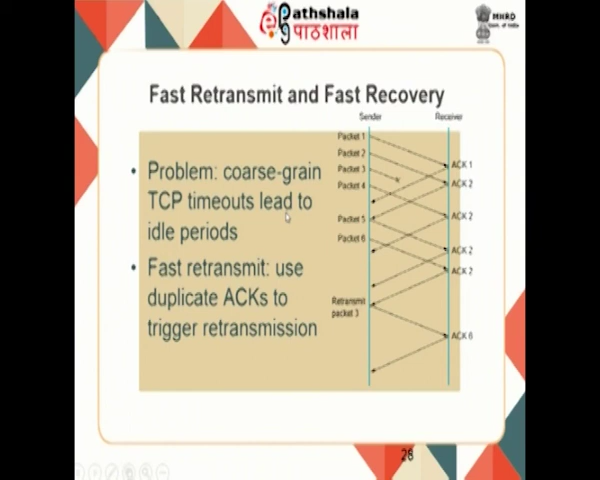 Pathshala
पाठशाला
MHRD
Fast Retransmit and Fast Recovery
• Problem: coarse-grain
TCP timeouts lead to
idle periods
• Fast retransmit: use
duplicate ACKs to
trigger retransmission
Sender
Receiver
Packet 1
Packet 2
Packet 3
Packet 4
Packet 5
Packet 6
Retransmit
packet 3
ACK 1
ACK 2
ACK 2
ACK 2
ACK 2
ACK 6
28